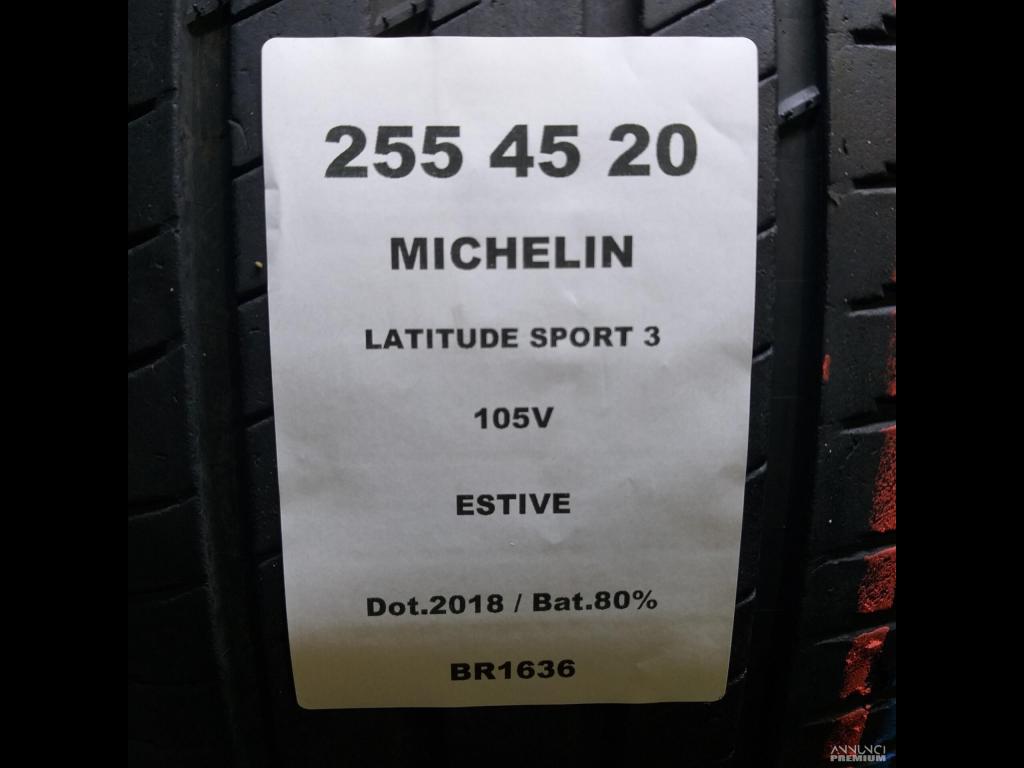 255 45 20
MICHELIN
LATITUDE SPORT 3
105V
ESTIVE
Dot.2018 / Bat.80%
BR1636
ANNUNCI
PREMIUM